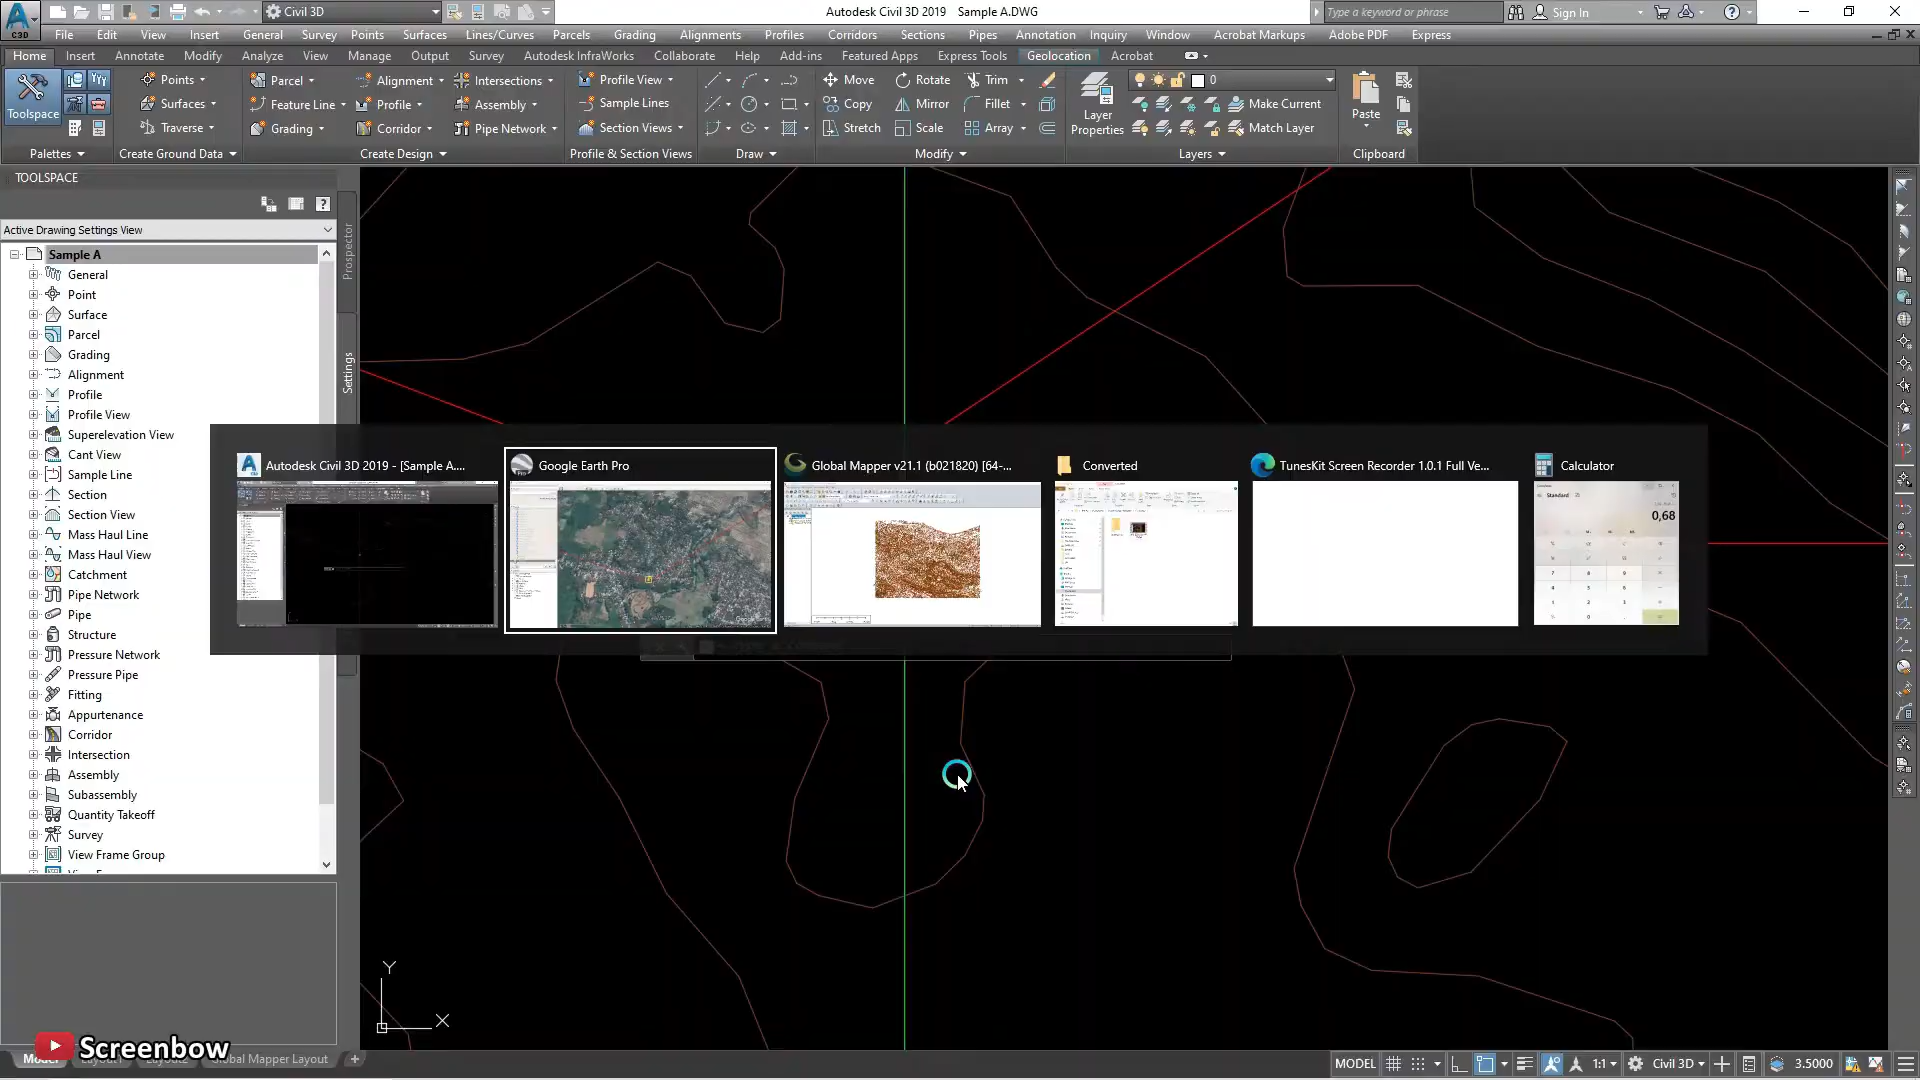 C3D
Civil 3D
Autodesk Civil 3D 2019 Sample A.DWG
Type a keyword or phrase
Sign In
File Edit View Insert General Survey Points Surfaces Lines/Curves Parcels Grading Alignments Profiles Corridors Sections Pipes Annotation Inquiry Window Acrobat Markups Adobe PDF Express
Home Insert Annotate Modify Analyze View Manage Output Survey Autodesk InfraWorks Collaborate Help Add-ins Featured Apps Express Tools Geolocation Acrobat
Toolspace
Points
Surfaces
Traverse
Parcel
Feature Line
Grading
Alignment
Profile
Corridor
Intersections
Assembly
Pipe Network
Profile View
Sample Lines
Section Views
Move Rotate Trim
Copy Mirror Fillet
Stretch Scale Array
Layer
Properties
0
Make Current
Match Layer
Paste
Palettes Create Ground Data Create Design Profile & Section Views Draw Modify Layers Clipboard
TOOLSPACE
Active Drawing Settings View
Prospector
Settings
Sample A
General
Point
Surface
Parcel
Grading
Alignment
Profile
Profile View
Superelevation View
Cant View
Sample Line
Section
Section View
Mass Haul Line
Mass Haul View
Catchment
Pipe Network
Pipe
Structure
Pressure Network
Pressure Pipe
Fitting
Appurtenance
Corridor
Intersection
Assembly
Subassembly
Quantity Takeoff
Survey
View Frame Group
Autodesk Civil 3D 2019 - [Sample A....
Google Earth Pro
Global Mapper v21.1 (b021820) [64-...
Converted
TunesKit Screen Recorder 1.0.1 Full Ve...
Calculator
Standard
0,68
Y
X
Screenbow
Global Mapper Layout
MODEL 1:1 Civil 3D 3.5000